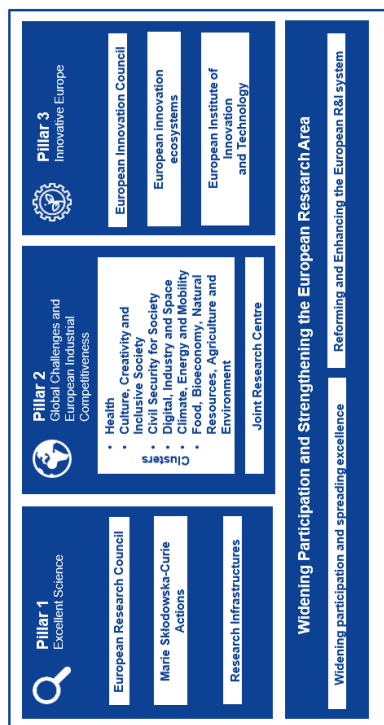 Pillar 1
Excellent Science
European Research Council
Marie Skłodowska-Curie
Actions
Research Infrastructures
Pillar 2
Global Challenges and
European Industrial
Competitiveness
Clusters
• Health
• Culture, Creativity and
Inclusive Society
• Civil Security for Society
• Digital, Industry and Space
• Climate, Energy and Mobility
• Food, Bioeconomy, Natural
Resources, Agriculture and
Environment
Joint Research Centre
Pillar 3
Innovative Europe
European Innovation Council
European innovation
ecosystems
European Institute of
Innovation
and Technology
Widening Participation and Strengthening the European Research Area
Widening participation and spreading excellence
Reforming and Enhancing the European R&I system